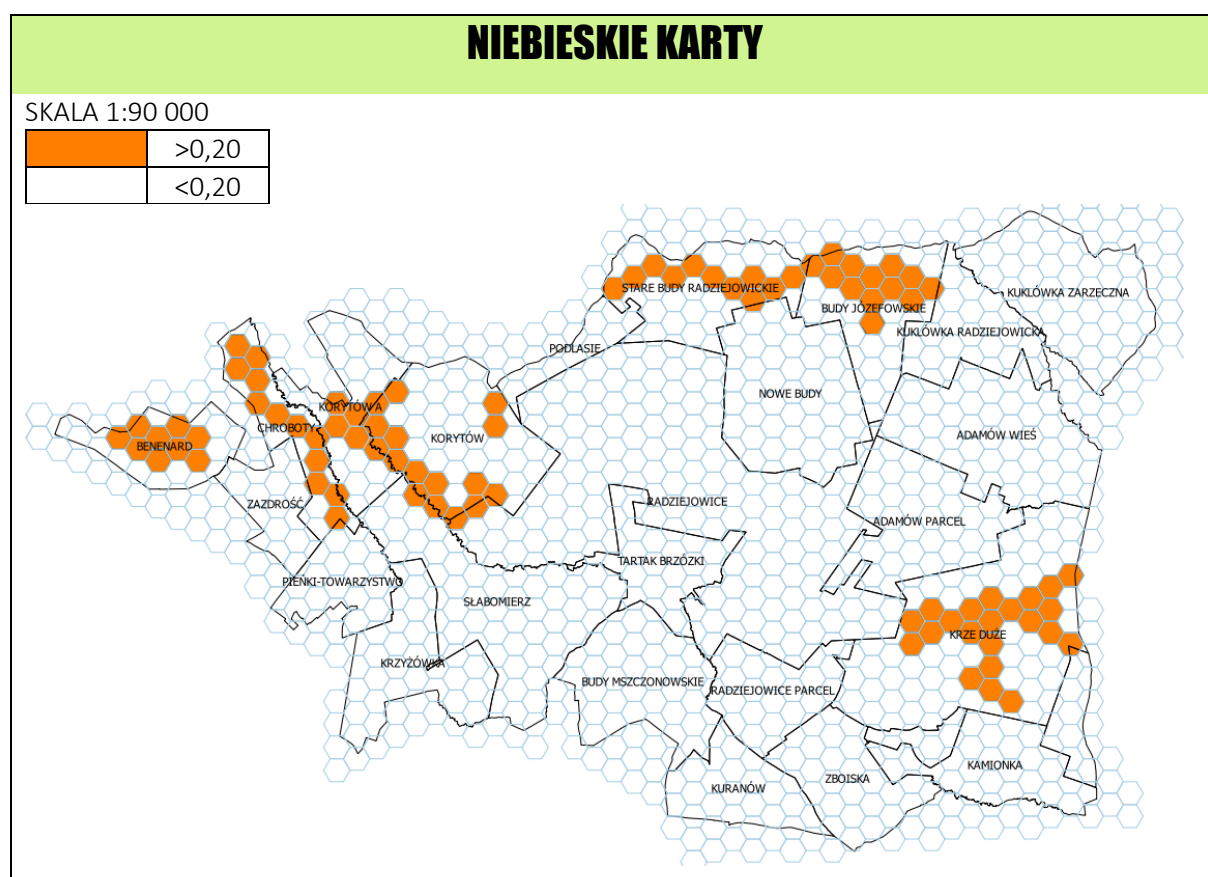 NIEBIESKIE KARTY
SKALA 1:90 000
>0,20
<0,20
STARE BUDY RADZIEJOWICKIE
BUDY JÓZEFOWSKIE
KUKLÓWKA ZARZECZNA
KUKLÓWKA RADZIEJOWICKA
PODLASIE
NOWE BUDY
KORYTÓW A
CHROBOTY
BENENARD
KORYTÓW
ADAMÓW WIEŚ
ZAZDROŚĆ
RADZIEJOWICE
ADAMÓW PARCEL
TARTAK BRZÓZKI
PIEŃKI-TOWARZYSTWO
SŁABOMIERZ
KRZE DUŻE
KRZYŻÓWKA
BUDY MSZCZONOWSKIE
RADZIEJOWICE PARCEL
KAMIONKA
ZBOISKA
KURANÓW